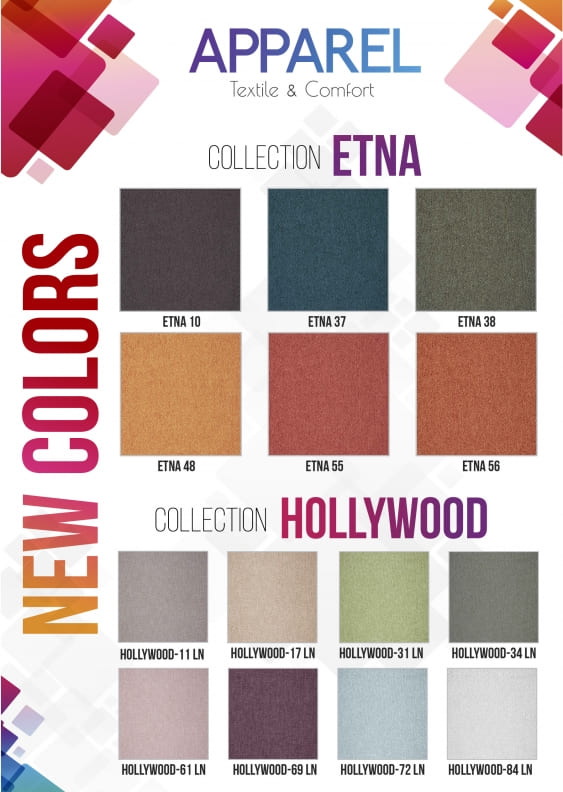 APPAREL
Textile & Comfort
COLLECTION ETNA
NEW COLORS
ETNA 10 ETNA 37 ETNA 38
ETNA 48 ETNA 55 ETNA 56
COLLECTION HOLLYWOOD
HOLLYWOOD-11 LN HOLLYWOOD-17 LN HOLLYWOOD-31 LN HOLLYWOOD-34 LN
HOLLYWOOD-61 LN HOLLYWOOD-69 LN HOLLYWOOD-72 LN HOLLYWOOD-84 LN